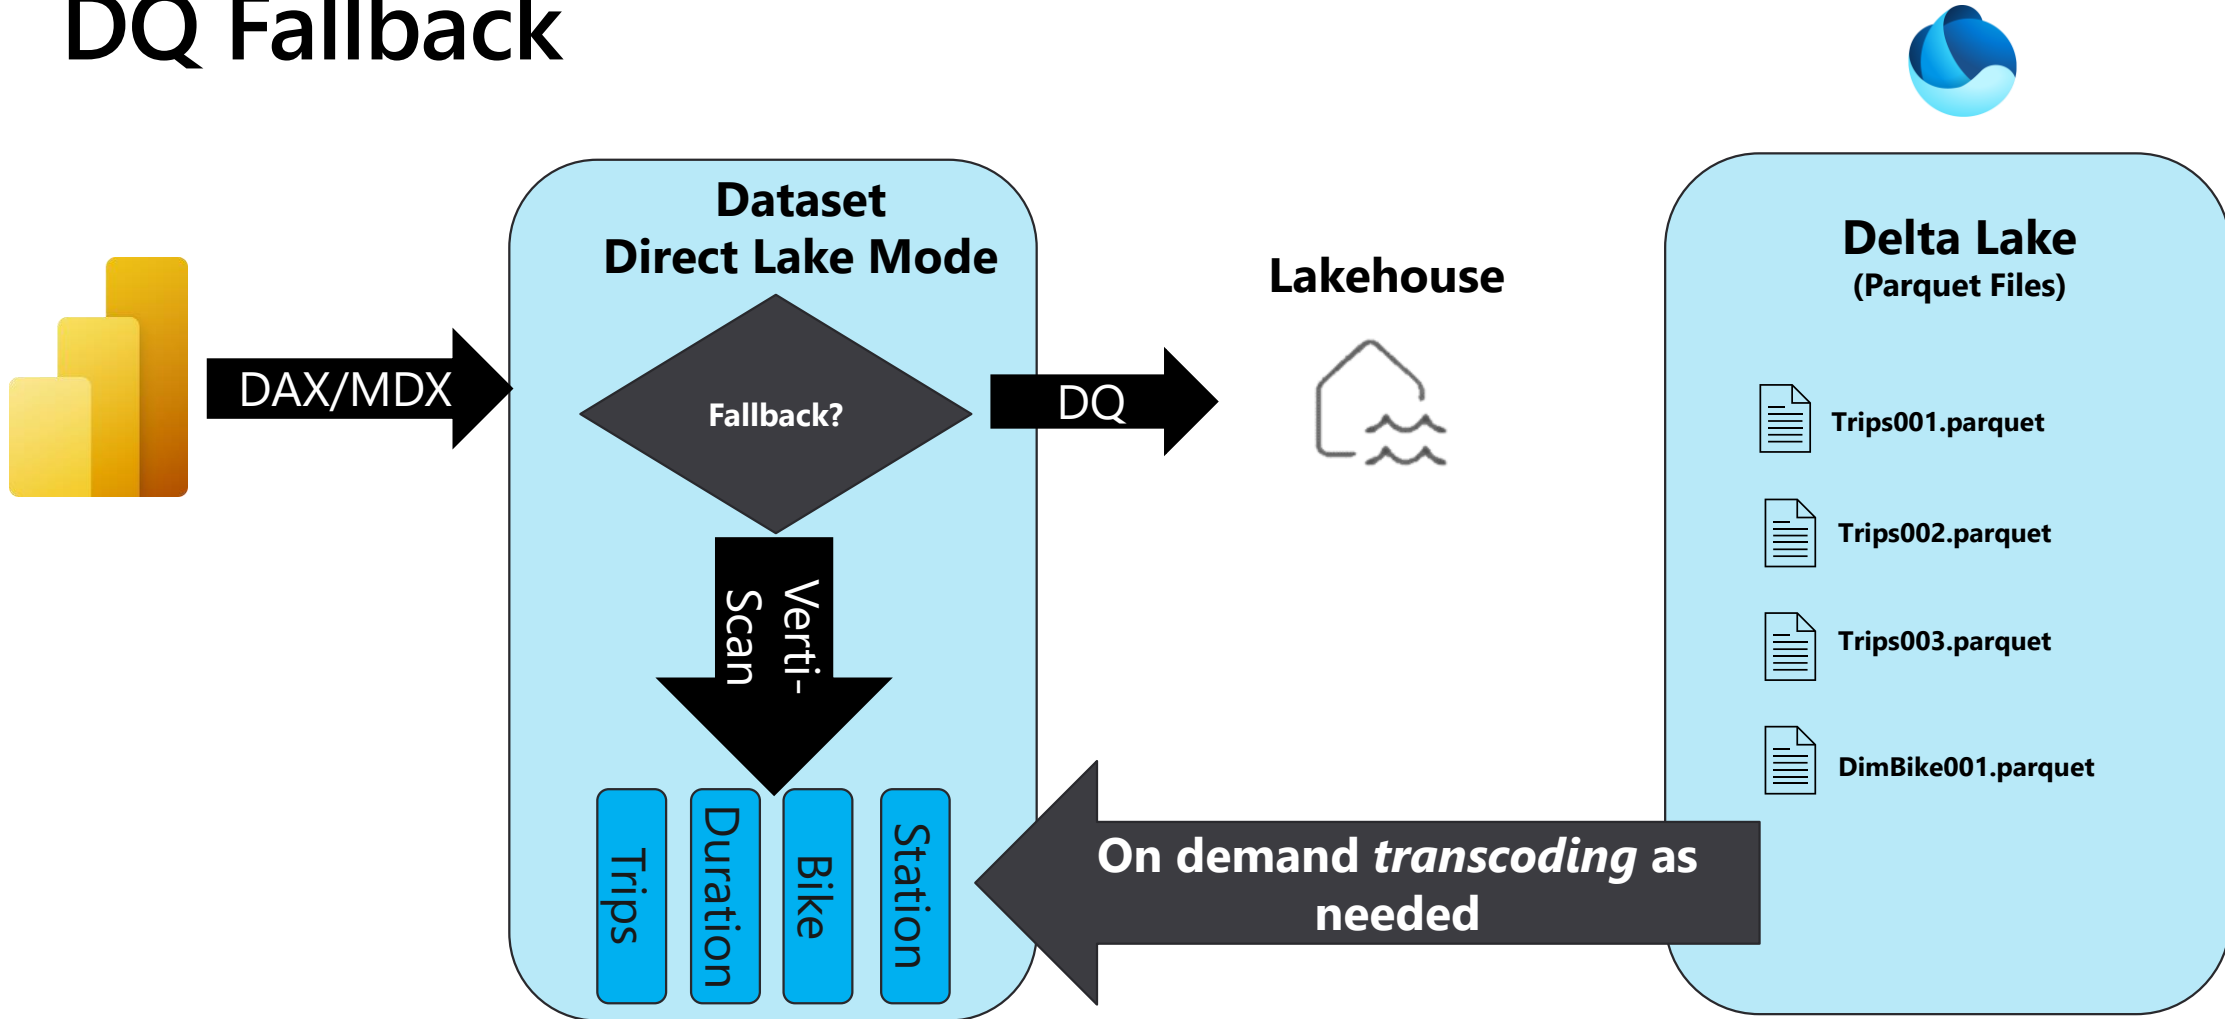 DQ Fallback
Dataset
Direct Lake Mode
DAX/MDX
Fallback?
DQ
Verti-
Scan
Trips
Duration
Bike
Station
Lakehouse
Delta Lake
(Parquet Files)
Trips001.parquet
Trips002.parquet
Trips003.parquet
DimBike001.parquet
On demand transcoding as
needed